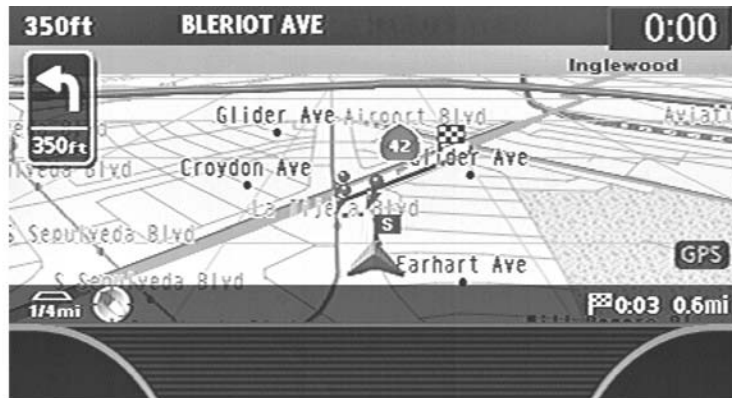 350ft
BLERIOT AVE
0:00
Inglewood
350ft
Glider Ave
Airport Blvd
Aviati
42
Glider Ave
Croydon Ave
La Tijera Blvd
S Sepulveda Blvd
S
GPS
Earhart Ave
S Sepulveda Blvd
1/4mi
0:03 0.6mi